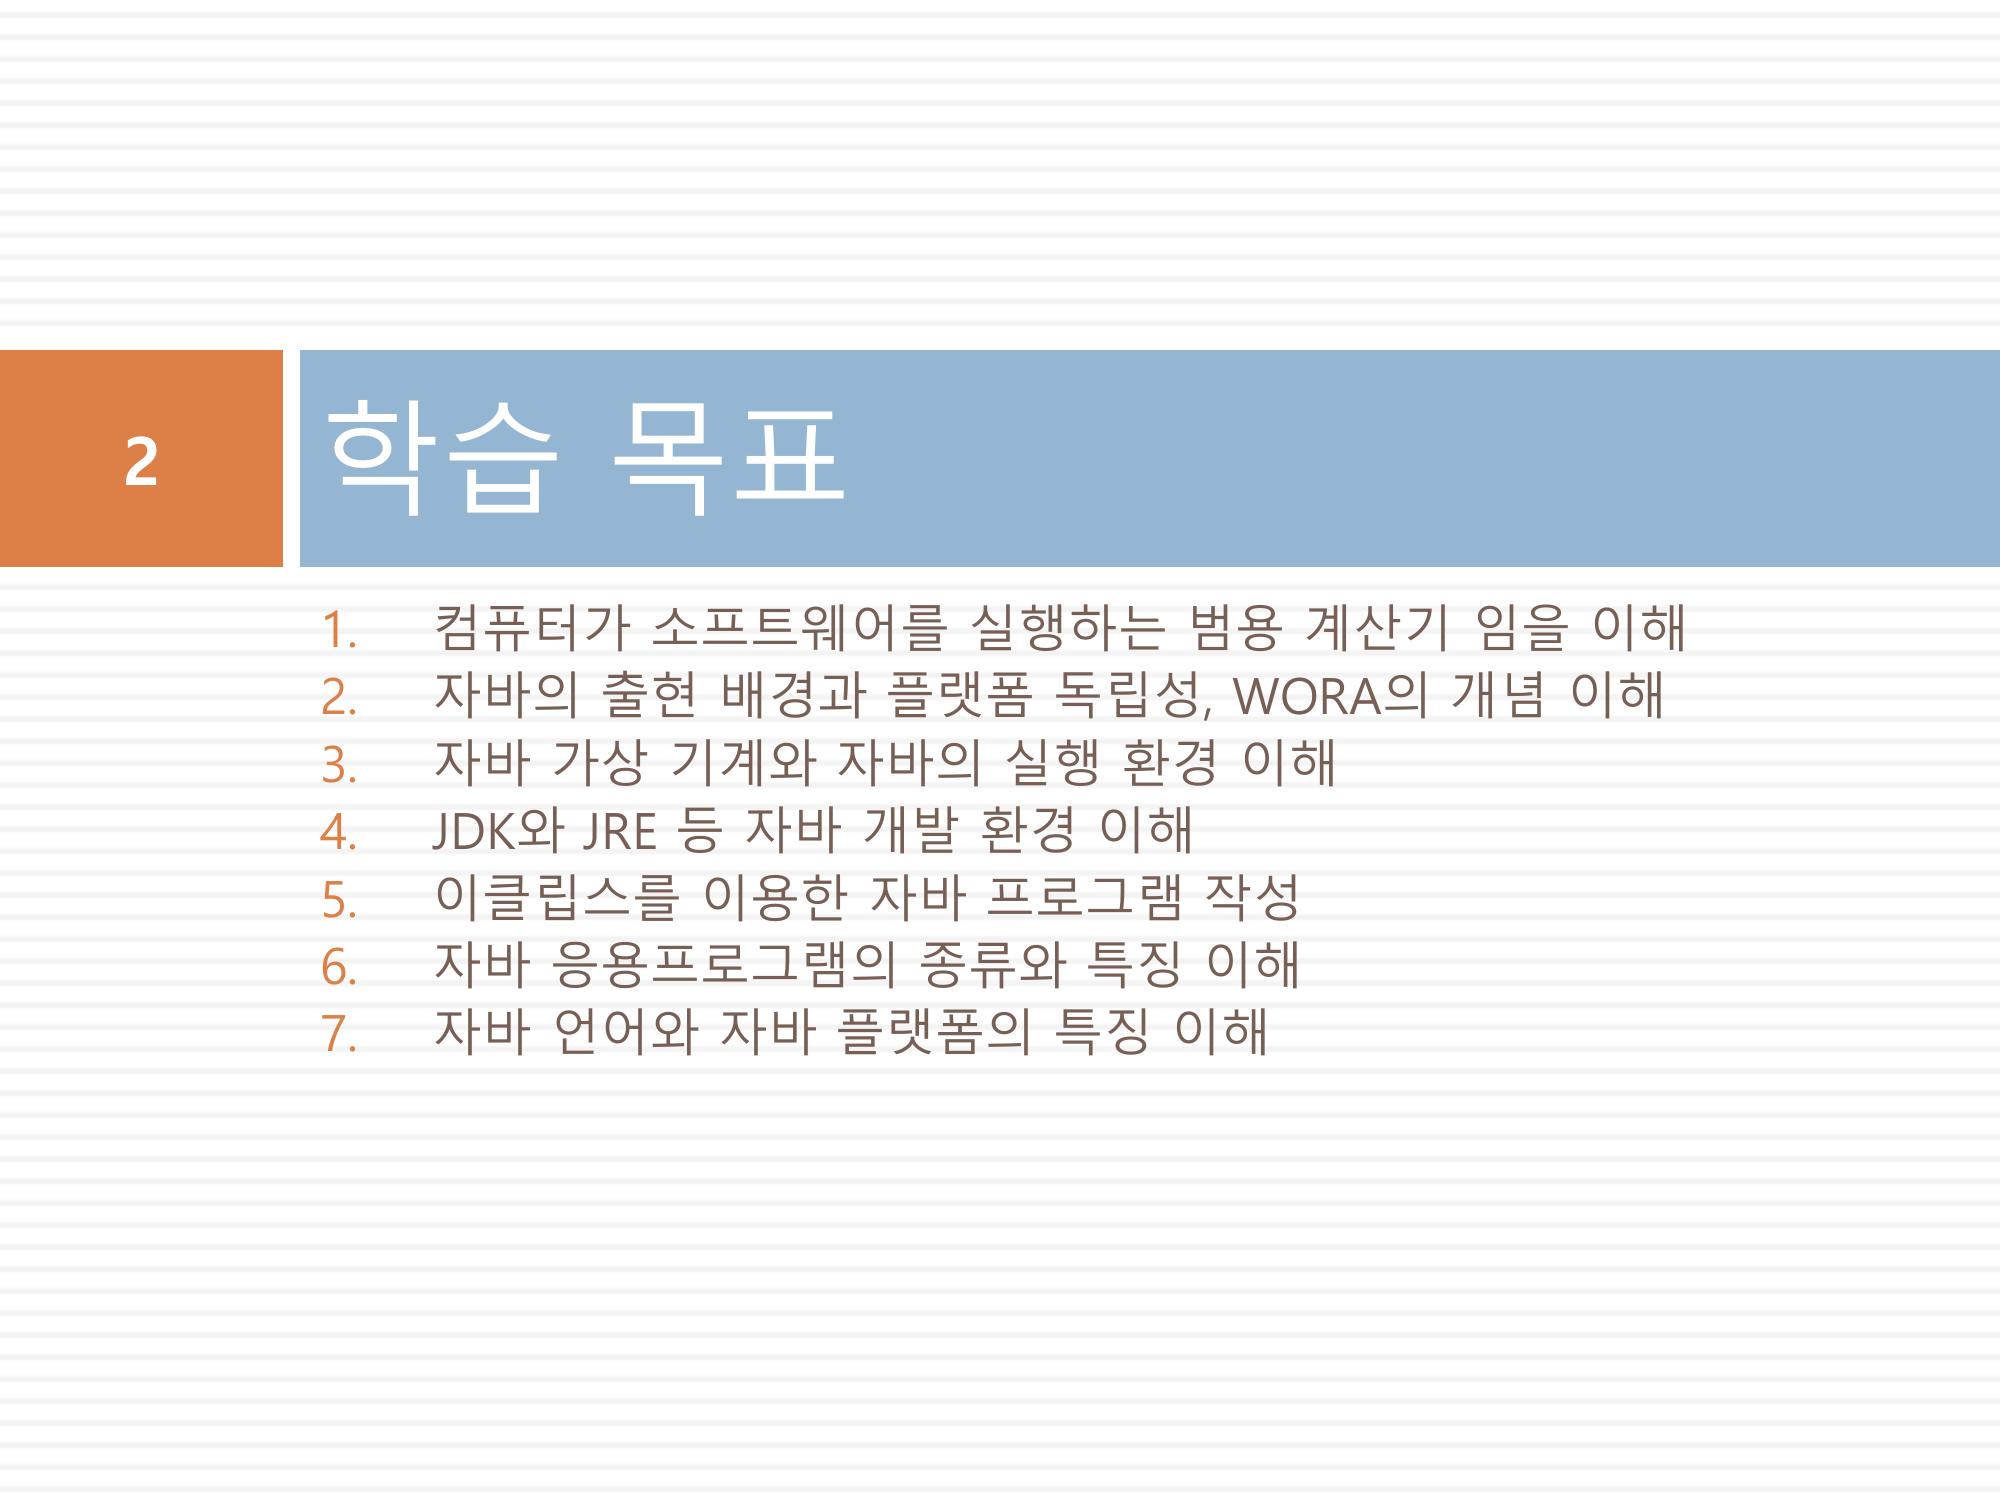 2
학습 목표
1. 컴퓨터가 소프트웨어를 실행하는 범용 계산기 임을 이해
2. 자바의 출현 배경과 플랫폼 독립성, WORA의 개념 이해
3. 자바 가상 기계와 자바의 실행 환경 이해
4. JDK와 JRE 등 자바 개발 환경 이해
5. 이클립스를 이용한 자바 프로그램 작성
6. 자바 응용프로그램의 종류와 특징 이해
7. 자바 언어와 자바 플랫폼의 특징 이해